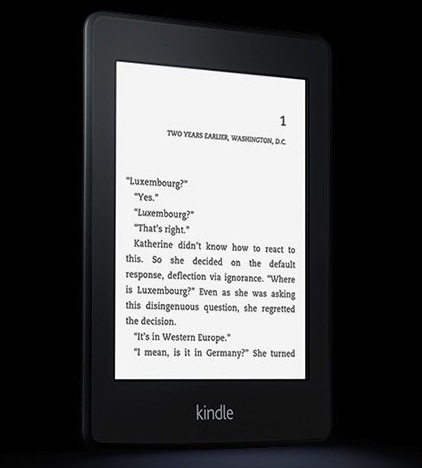 1
TWO YEARS EARLIER, WASHINGTON, D.C.
"Luxembourg?"
"Yes."
"Luxembourg?"
"That's right."
Katherine didn't know how to react to
this. So she decided on the default
response, deflection via ignorance. "Where
is Luxembourg?" Even as she was asking
this disingenuous question, she regretted
the decision.
"It's in Western Europe."
"I mean, is it in Germany?" She turned
kindle